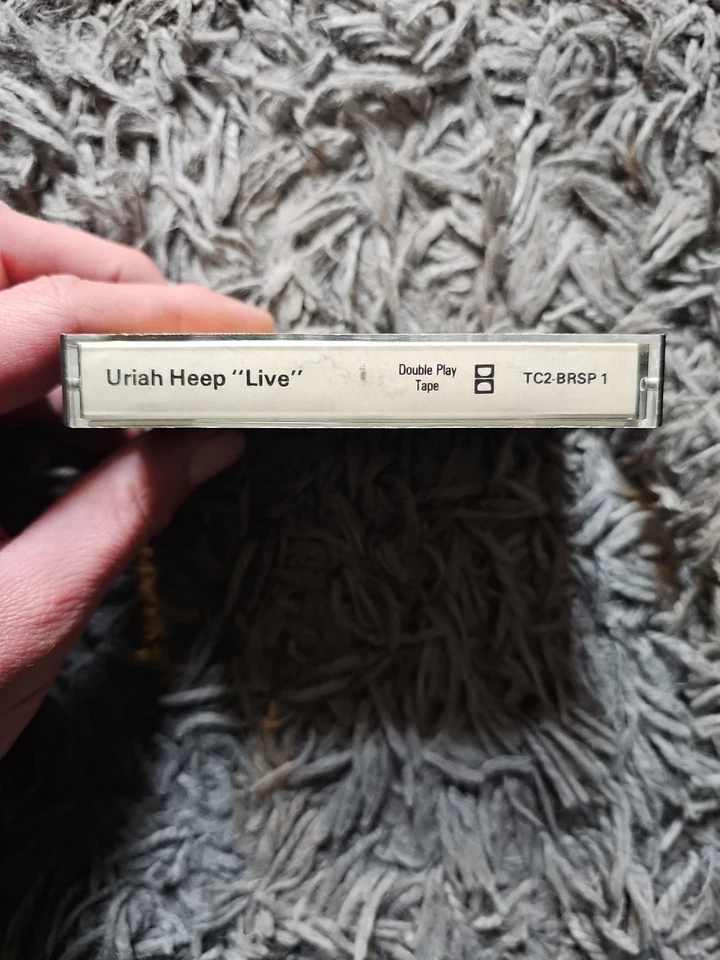 Uriah Heep “Live”
Double Play
Tape
TC2-BRSP 1